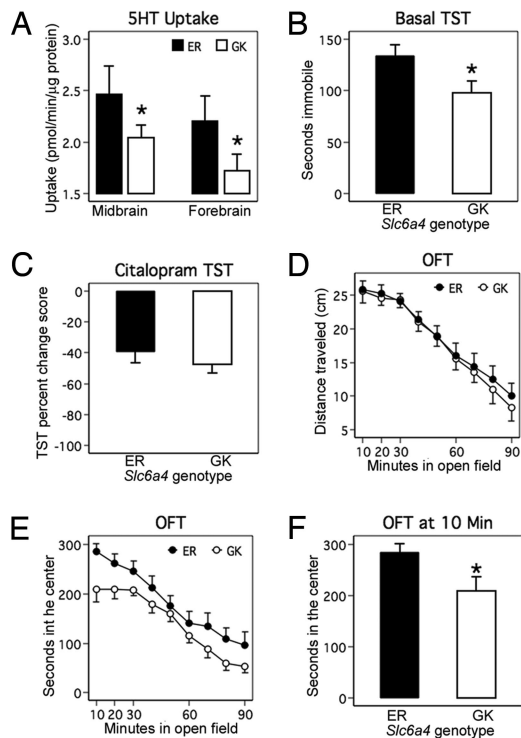 A
5HT Uptake
Uptake (pmol/min/μg protein)
3.0
2.5
2.0
1.5
ER GK
*
*
Midbrain Forebrain
B
Basal TST
Seconds immobile
150
100
50
0
*
ER GK
Slc6a4 genotype
C
Citalopram TST
TST percent change score
0
-20
-40
-60
-80
-100
ER GK
Slc6a4 genotype
D
OFT
Distance traveled (cm)
25
20
15
10
5
ER GK
10 20 30 60 90
Minutes in open field
E
OFT
Seconds int he center
300
200
100
0
ER GK
10 20 30 60 90
Minutes in open field
F
OFT at 10 Min
Seconds in the center
300
200
100
0
*
ER GK
Slc6a4 genotype